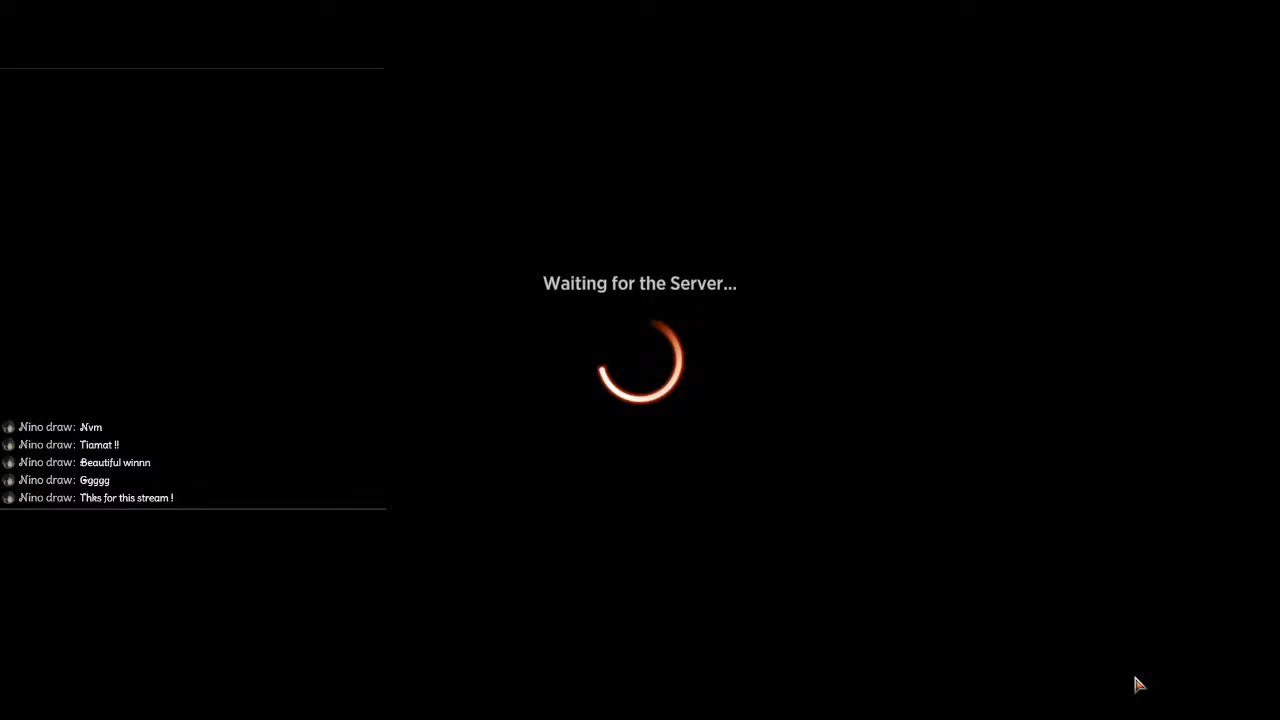 Waiting for the Server...
Nino draw: Nvm
Nino draw: Tiamat !!
Nino draw: Beautiful winnn
Nino draw: Ggggg
Nino draw: Thks for this stream !